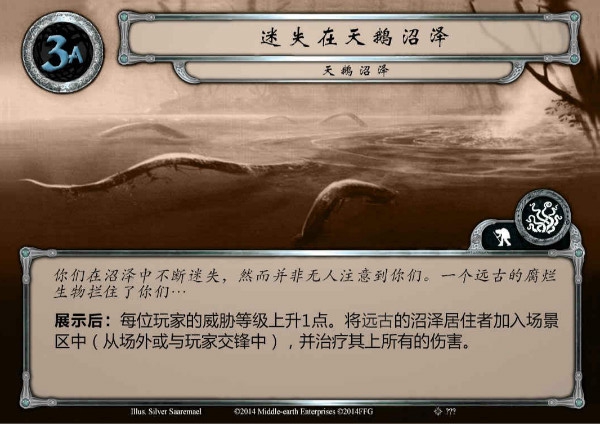 3A
迷失在天鹅沼泽
天鹅沼泽
你们在沼泽中不断迷失，然而并非无人注意到你们。一个远古的腐烂
生物拦住了你们…
展示后：每位玩家的威胁等级上升1点。将远古的沼泽居住者加入场景
区中（从场外或与玩家交锋中），并治疗其上所有的伤害。
Illus. Silver Saaremael
©2014 Middle-earth Enterprises ©2014FFG
???